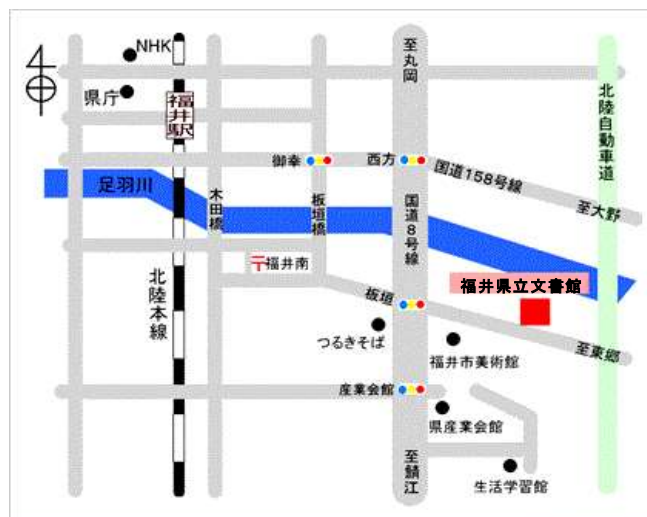 NHK
県庁
福井駅
至丸岡
北陸自動車道
御幸
西方
国道158号線
至大野
足羽川
木田橋
板垣橋
国道8号線
〒福井南
北陸本線
板垣
福井県立文書館
つるきそば
福井市美術館
至東郷
産業会館
県産業会館
至鯖江
生活学習館